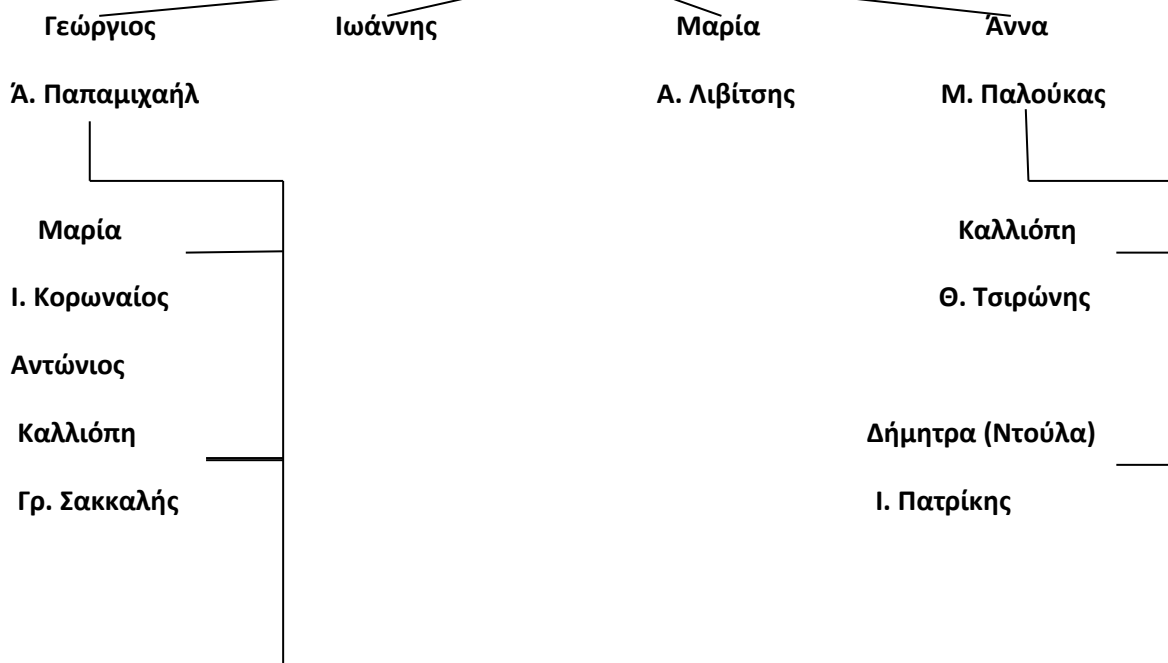 Γεώργιος Ιωάννης Μαρία Άννα
Ά. Παπαμιχαήλ Α. Λιβίτσης Μ. Παλούκας
Μαρία Καλλιόπη
Ι. Κορωναίος Θ. Τσιρώνης
Αντώνιος
Καλλιόπη Δήμητρα (Ντούλα)
Γρ. Σακκαλής Ι. Πατρίκης